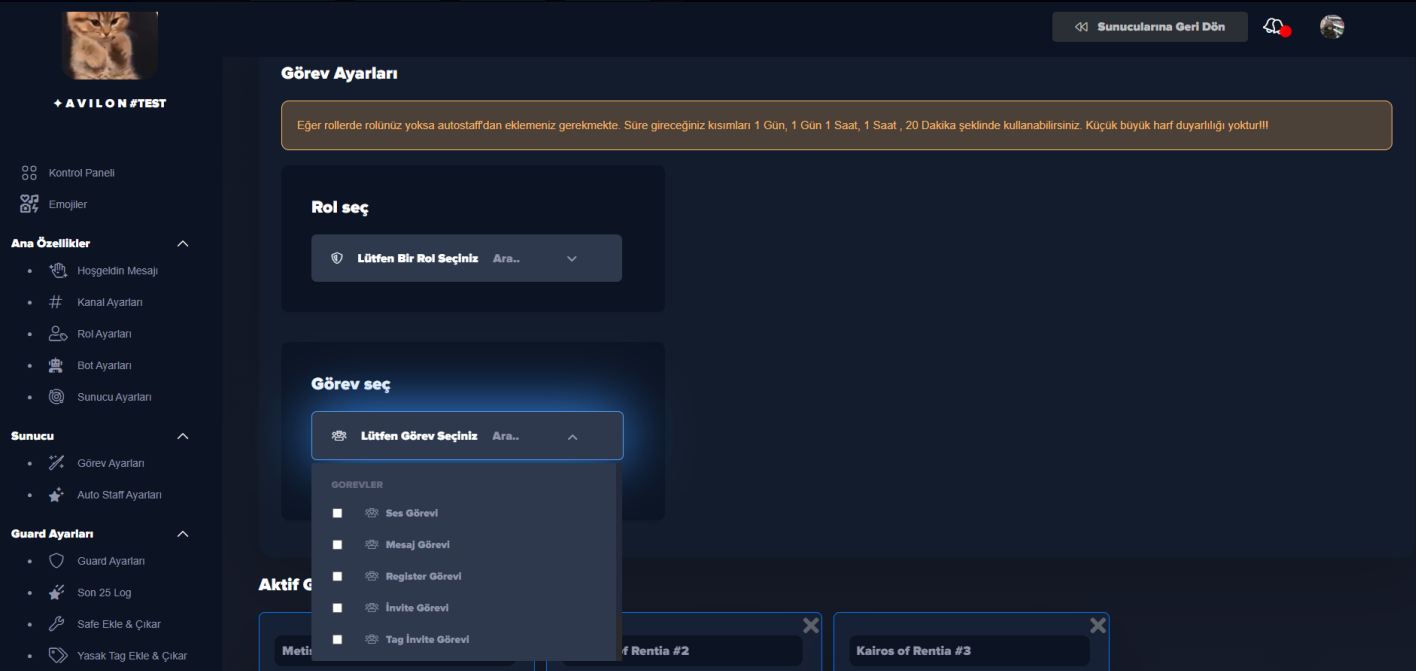 Sunucularına Geri Dön
✦ A V I L O N #TEST
Kontrol Paneli
Emojiler
Ana Özellikler
Hoşgeldin Mesajı
Kanal Ayarları
Rol Ayarları
Bot Ayarları
Sunucu Ayarları
Sunucu
Görev Ayarları
Auto Staff Ayarları
Guard Ayarları
Guard Ayarları
Son 25 Log
Safe Ekle & Çıkar
Yasak Tag Ekle & Çıkar
Görev Ayarları
Eğer rollerde rolünüz yoksa autostaff'dan eklemeniz gerekmekte. Süre gireceğiniz kısımları 1 Gün, 1 Gün 1 Saat, 1 Saat , 20 Dakika şeklinde kullanabilirsiniz. Küçük büyük harf duyarlılığı yoktur!!!
Rol seç
Lütfen Bir Rol Seçiniz Ara..
Görev seç
Lütfen Görev Seçiniz Ara..
GOREVLER
Ses Görevi
Mesaj Görevi
Register Görevi
İnvite Görevi
Tag İnvite Görevi
Aktif
of Rentia #2
Kairos of Rentia #3